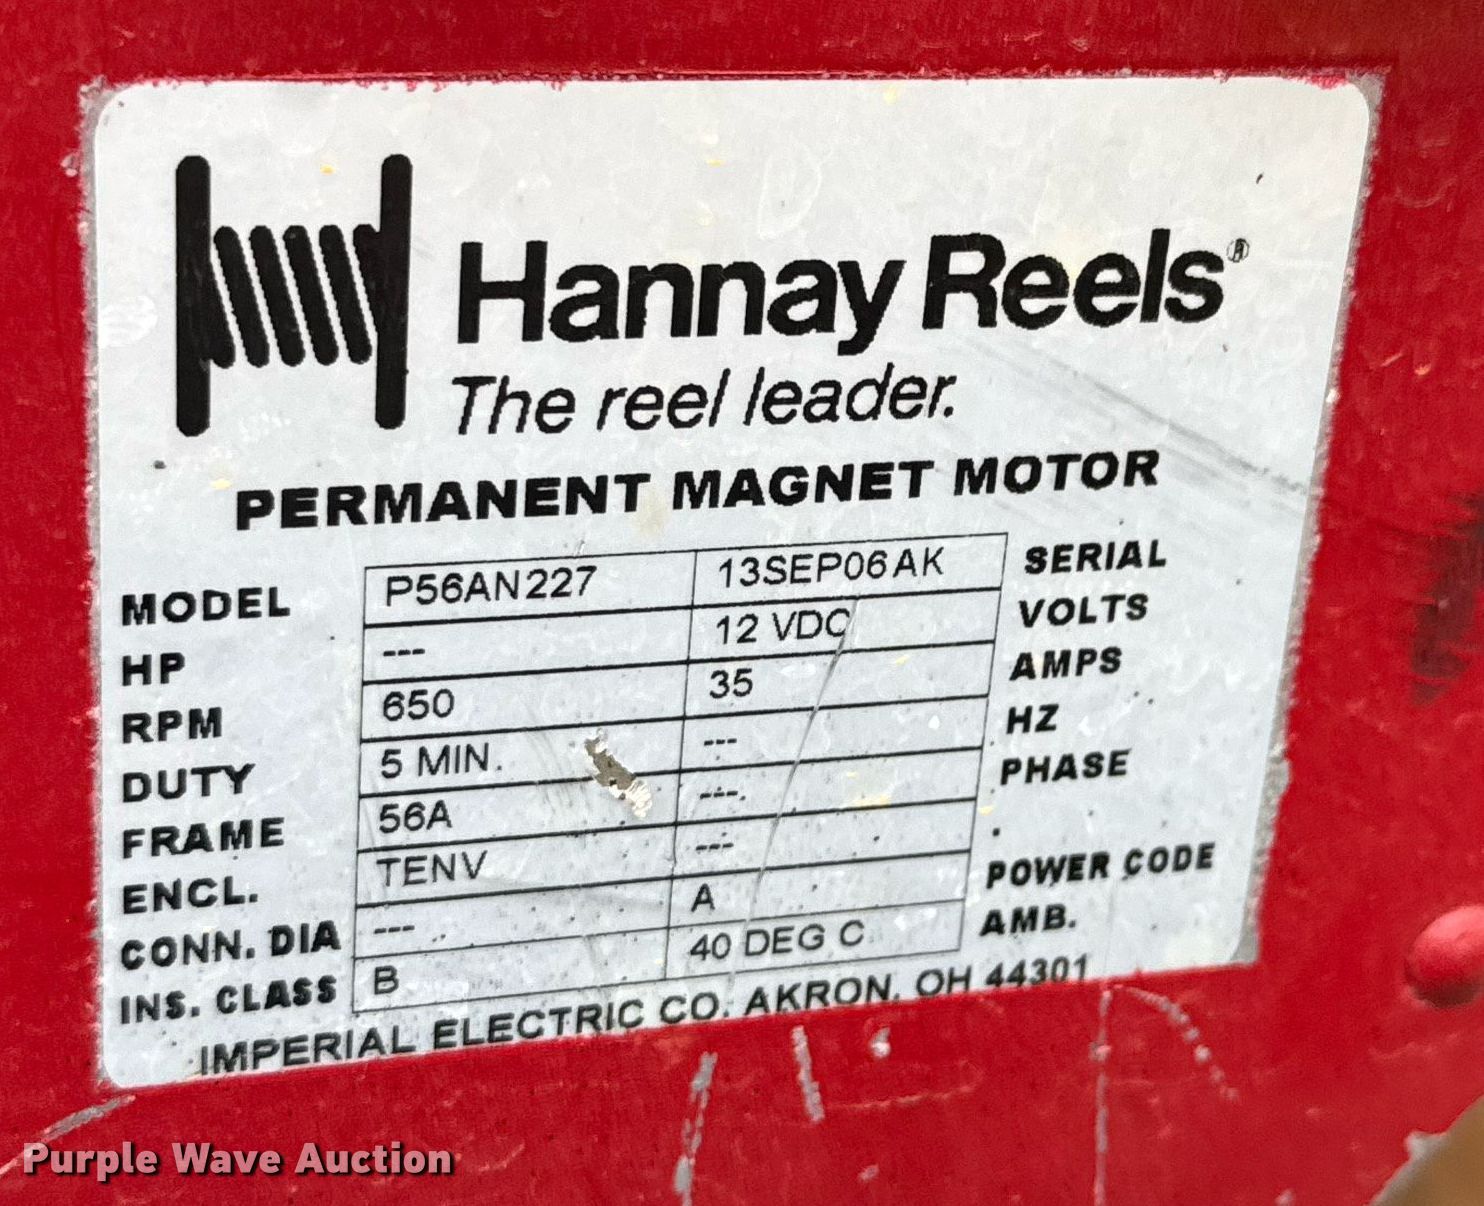 Hannay Reels®
The reel leader.
PERMANENT MAGNET MOTOR
MODEL P56AN227 13SEP06AK SERIAL
HP --- 12 VDC VOLTS
RPM 650 35 AMPS
DUTY 5 MIN. --- HZ
FRAME 56A --- PHASE
ENCL. TENV ---
CONN. DIA --- A POWER CODE
INS. CLASS B 40 DEG C AMB.
IMPERIAL ELECTRIC CO. AKRON, OH 44301
Purple Wave Auction